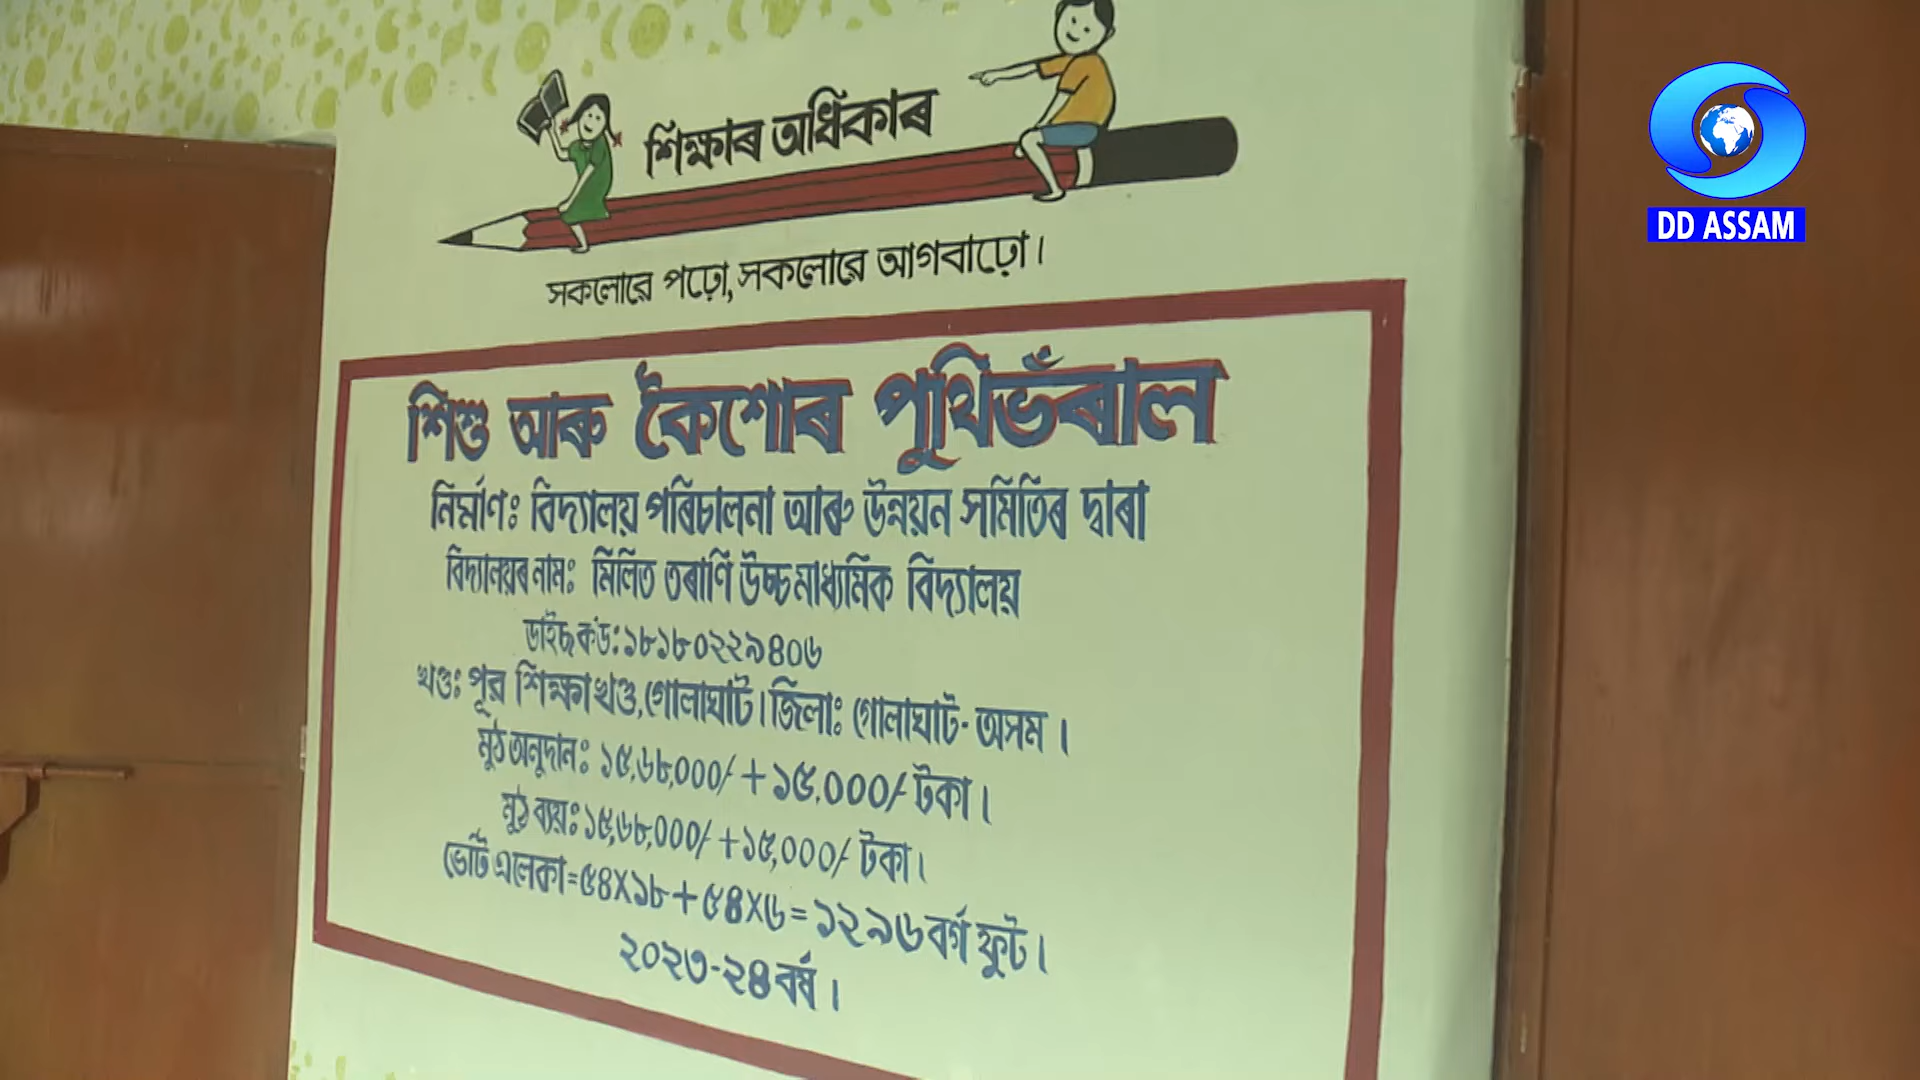 শিক্ষাৰ অধিকাৰ
সকলোৱে পঢ়ো, সকলোৱে আগবাঢ়ো।
শিশু আৰু কৈশোৰ পুথিভঁৰাল
নিৰ্মাণঃ বিদ্যালয় পৰিচালনা আৰু উন্নয়ন সমিতিৰ দ্বাৰা
বিদ্যালয়ৰ নামঃ মিলিত তৰাণি উচ্চ মাধ্যমিক বিদ্যালয়
ডাইছ ক'ড: ১৮১৮০২২৯৪০৬
খণ্ডঃ পূব শিক্ষাখণ্ড, গোলাঘাট। জিলাঃ গোলাঘাট- অসম।
মুঠ অনুদানঃ ১৫,৬৮,০০০/ + ১৫,০০০/- টকা।
মুঠ ব্যয়ঃ ১৫,৬৮,০০০/ + ১৫,০০০/- টকা।
ভেটি এলেকা = ৫৪X১৮ + ৫৪X৬ = ১২৯৬ বৰ্গ ফুট।
২০২৩-২৪ বৰ্ষ।
DD ASSAM